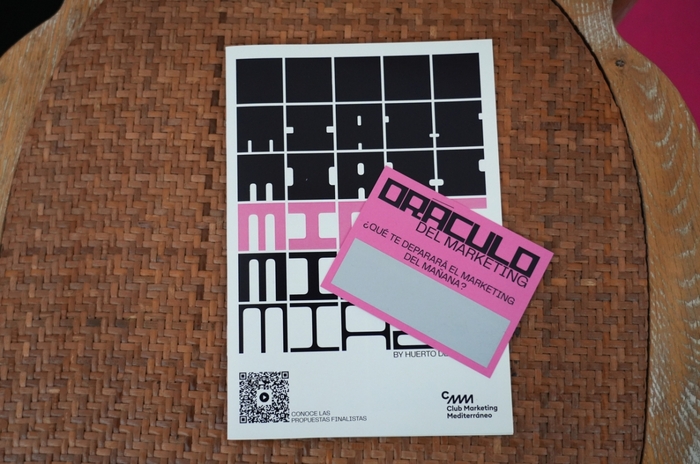 ORACULO
DEL MARKETING
¿QUÉ TE DEPARARÁ EL MARKETING
DEL MAÑANA?
BY HUERTO
CONOCE LAS
PROPUESTAS FINALISTAS
CMM
Club Marketing
Mediterráneo